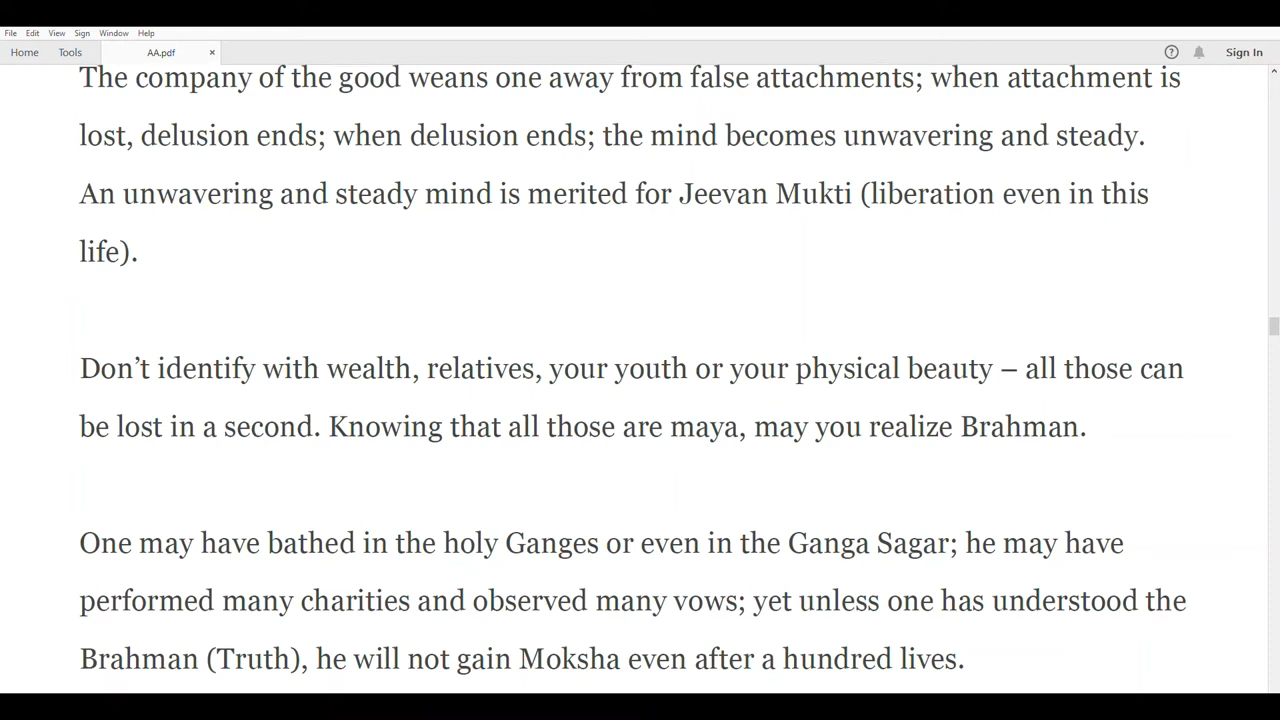 File Edit View Sign Window Help
Home Tools AA.pdf × ? Sign In
The company of the good weans one away from false attachments; when attachment is
lost, delusion ends; when delusion ends; the mind becomes unwavering and steady.
An unwavering and steady mind is merited for Jeevan Mukti (liberation even in this
life).
Don’t identify with wealth, relatives, your youth or your physical beauty – all those can
be lost in a second. Knowing that all those are maya, may you realize Brahman.
One may have bathed in the holy Ganges or even in the Ganga Sagar; he may have
performed many charities and observed many vows; yet unless one has understood the
Brahman (Truth), he will not gain Moksha even after a hundred lives.